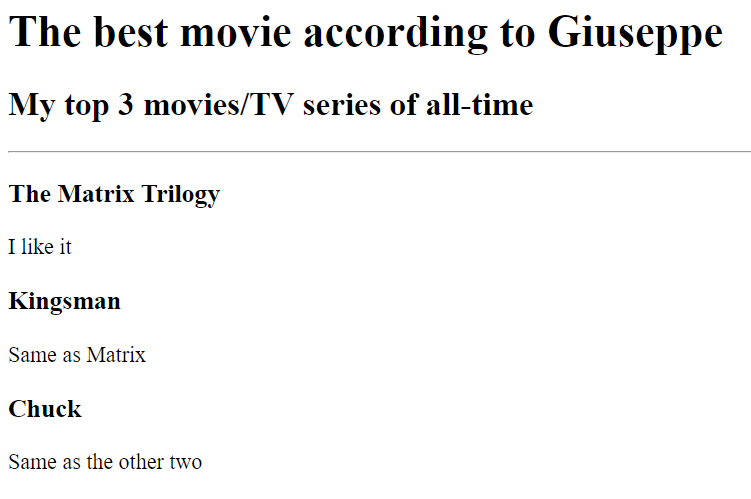 The best movie according to Giuseppe
My top 3 movies/TV series of all-time
The Matrix Trilogy
I like it
Kingsman
Same as Matrix
Chuck
Same as the other two